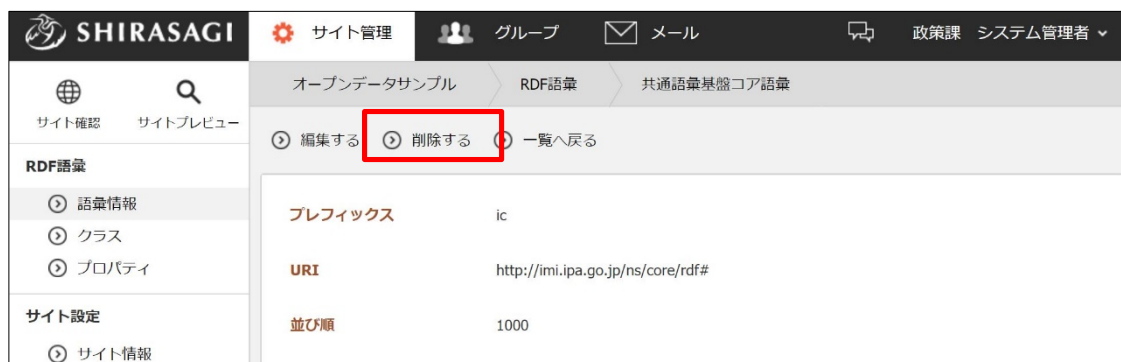 SHIRASAGI サイト管理 グループ メール 政策課 システム管理者
サイト確認 サイトプレビュー
オープンデータサンプル RDF語彙 共通語彙基盤コア語彙
編集する 削除する 一覧へ戻る
RDF語彙
語彙情報
クラス
プロパティ
サイト設定
サイト情報
プレフィックス ic
URI http://imi.ipa.go.jp/ns/core/rdf#
並び順 1000